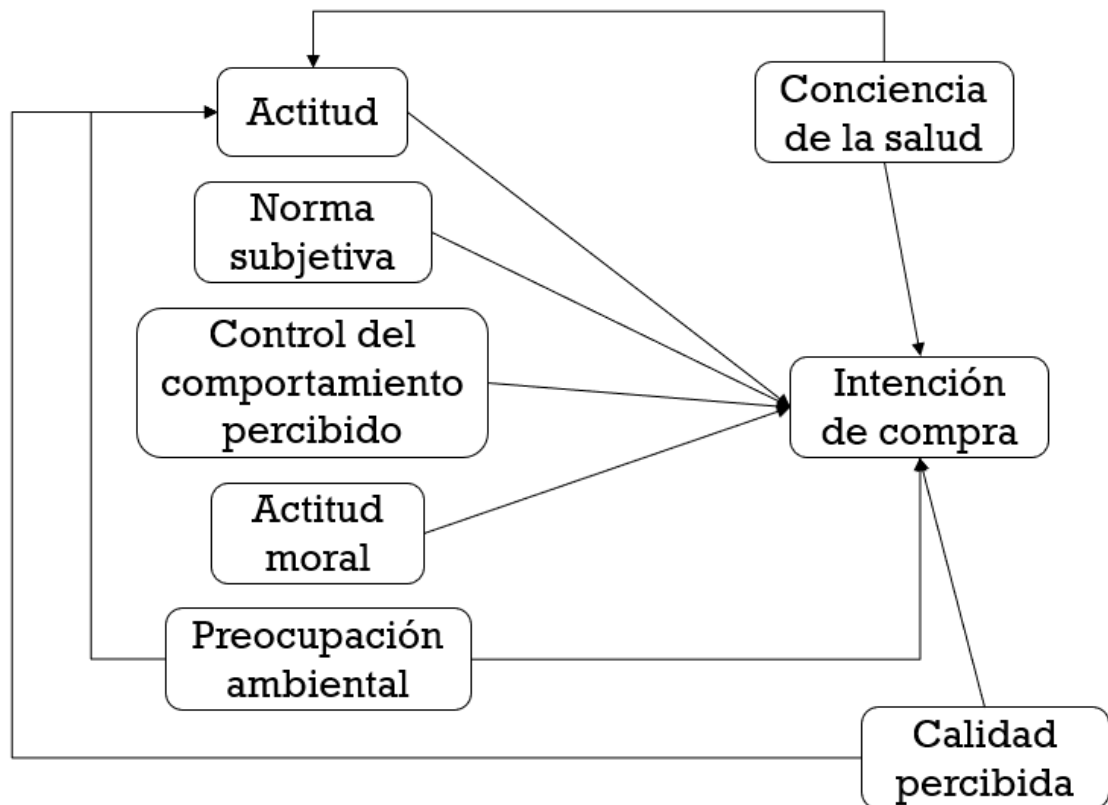 Actitud
Conciencia
de la salud
Norma
subjetiva
Control del
comportamiento
percibido
Intención
de compra
Actitud
moral
Preocupación
ambiental
Calidad
percibida